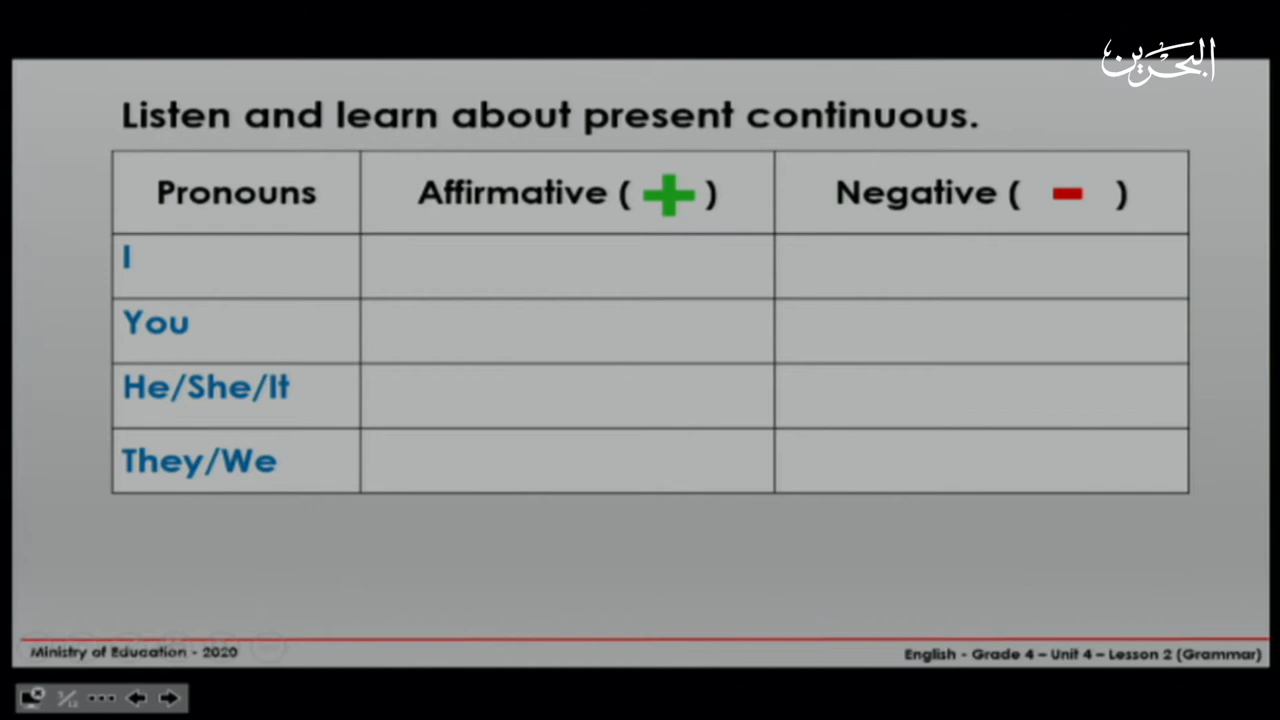 البحرين
Listen and learn about present continuous.
Pronouns Affirmative ( + ) Negative ( - )
I
You
He/She/It
They/We
Ministry of Education - 2020
English - Grade 4 – Unit 4 – Lesson 2 (Grammar)